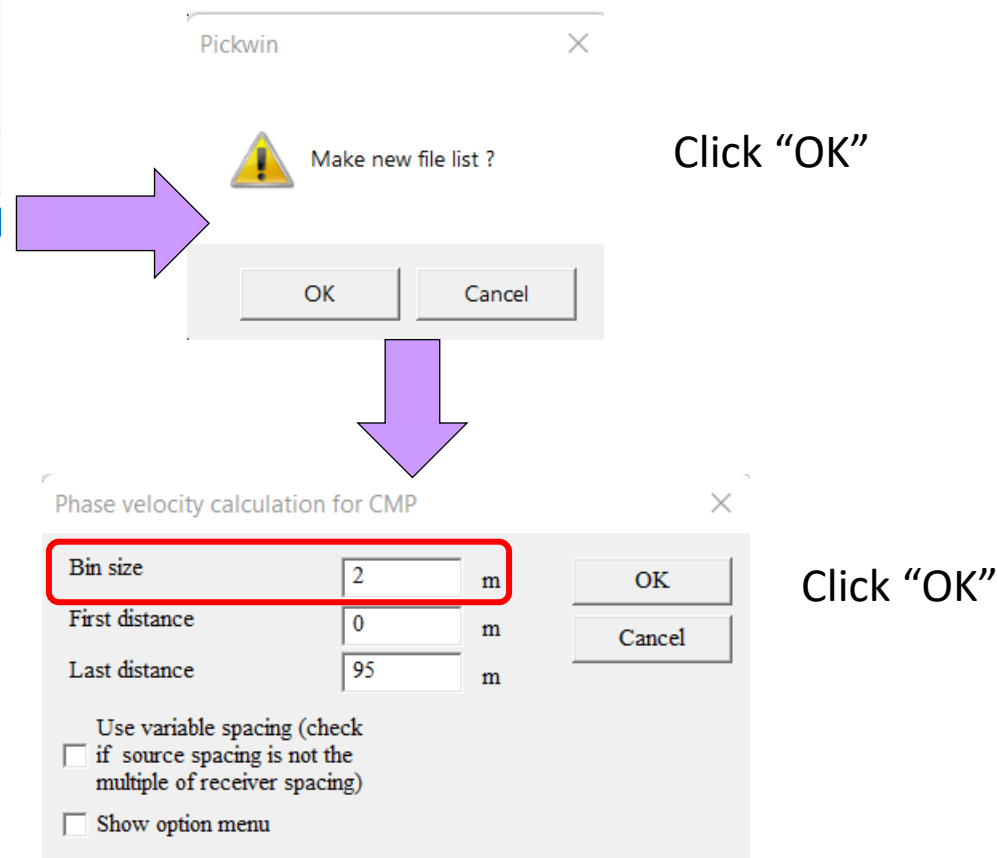 Pickwin
Make new file list ?
Click “OK”
OK Cancel
Phase velocity calculation for CMP
Bin size 2 m OK
Click “OK”
First distance 0 m Cancel
Last distance 95 m
Use variable spacing (check
if source spacing is not the
multiple of receiver spacing)
Show option menu